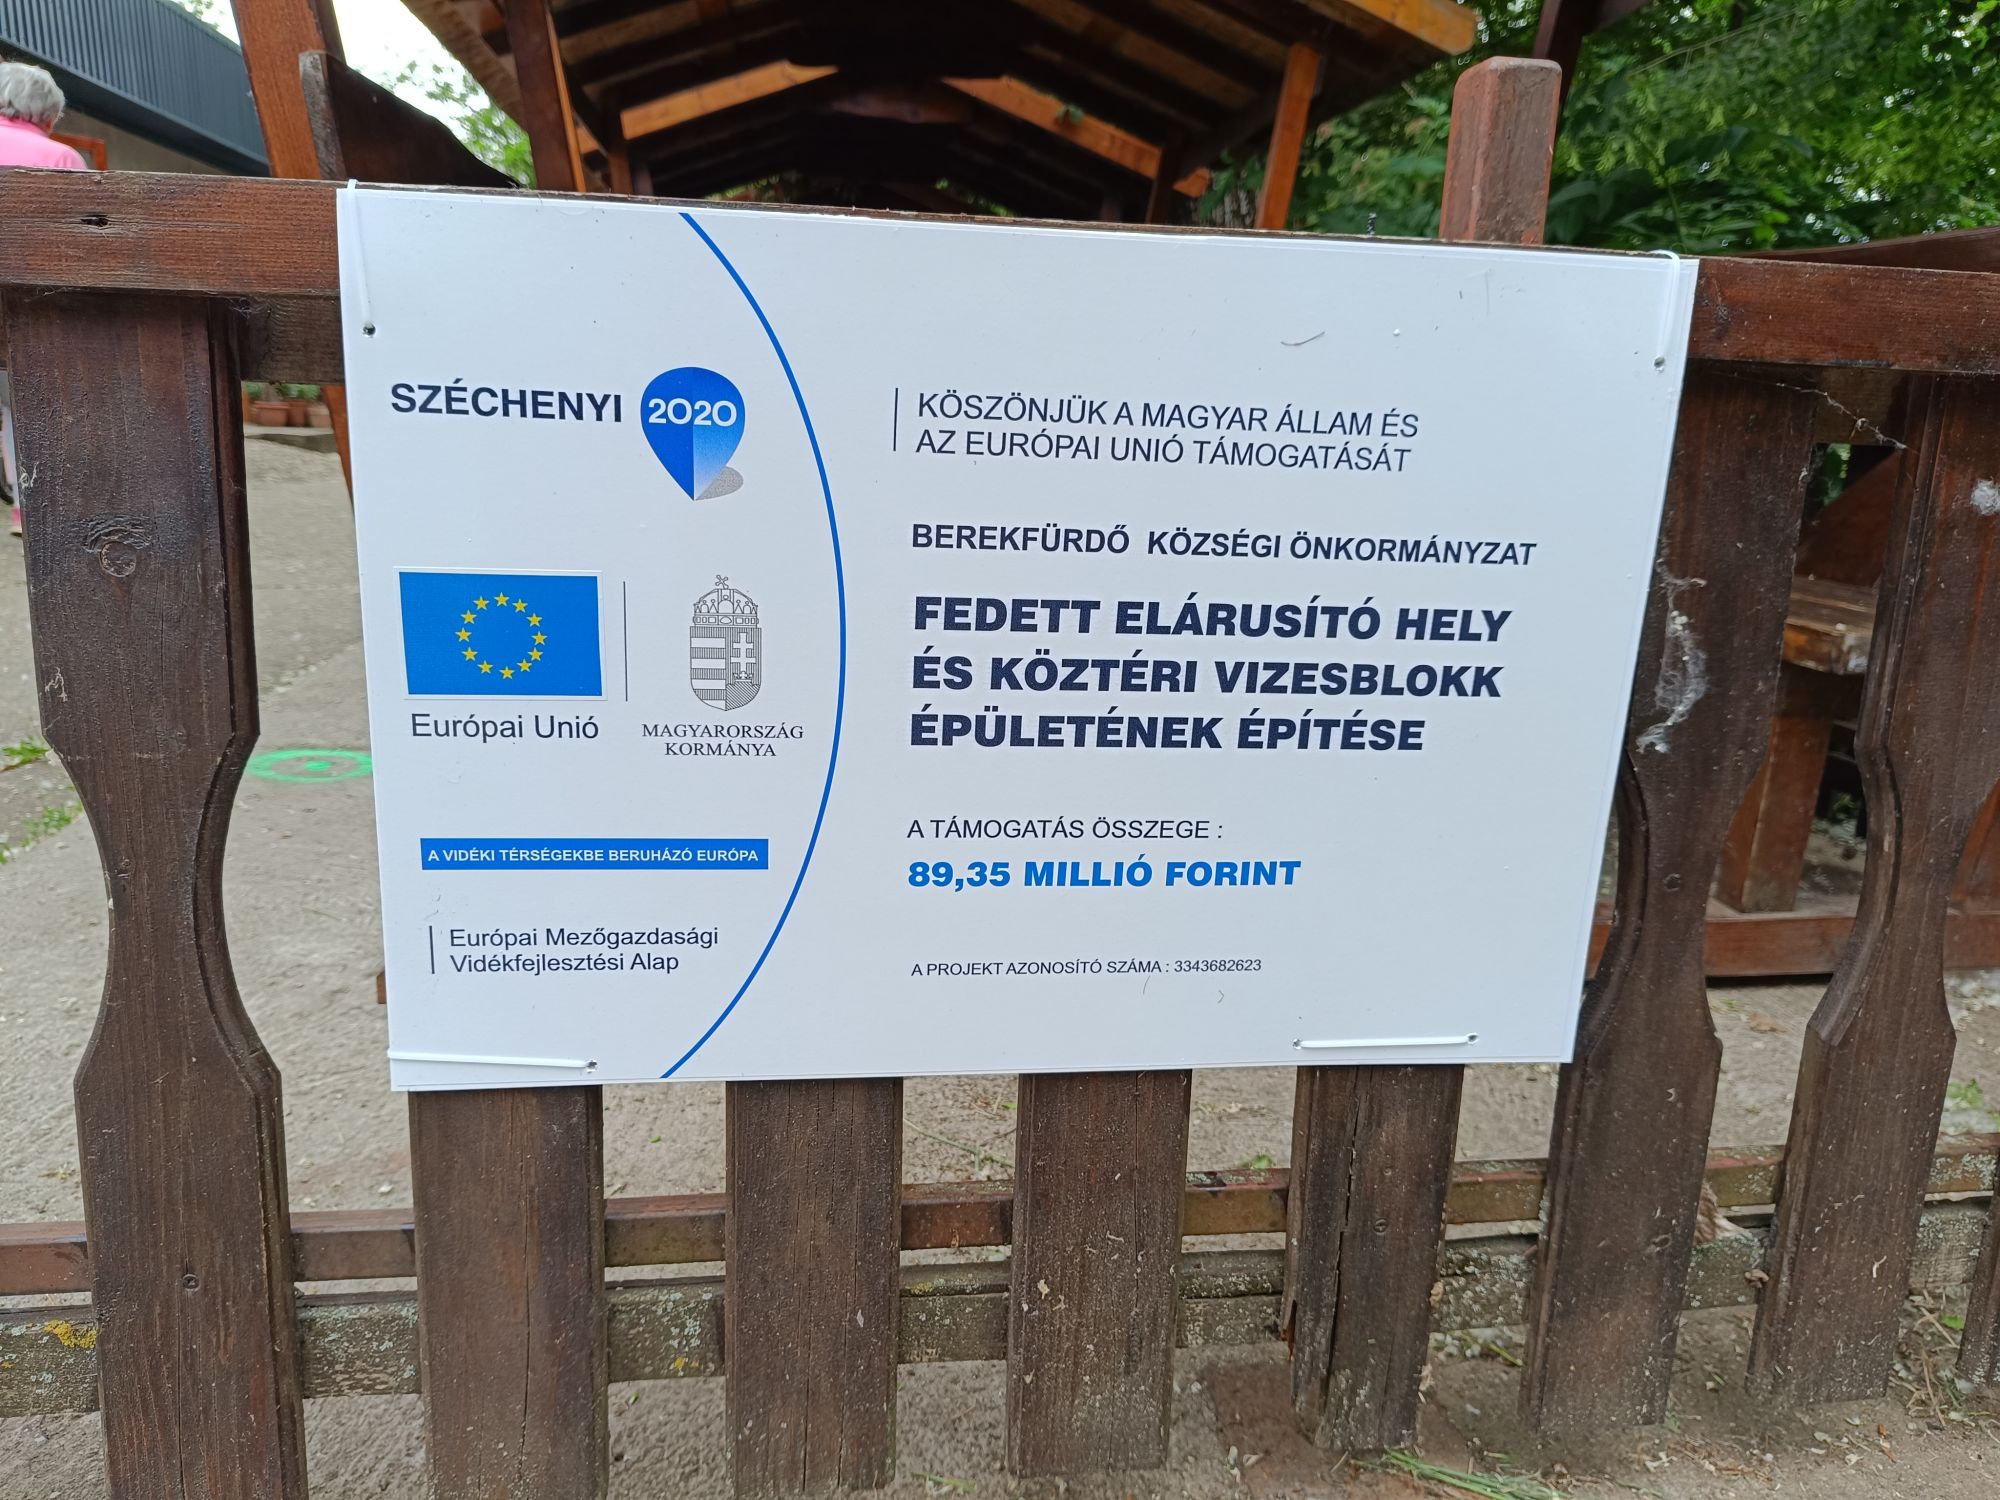 SZÉCHENYI 2020
Európai Unió
MAGYARORSZÁG
KORMÁNYA
A VIDÉKI TÉRSÉGEKBE BERUHÁZÓ EURÓPA
Európai Mezőgazdasági
Vidékfejlesztési Alap
KÖSZÖNJÜK A MAGYAR ÁLLAM ÉS
AZ EURÓPAI UNIÓ TÁMOGATÁSÁT
BEREKFÜRDŐ KÖZSÉGI ÖNKORMÁNYZAT
FEDETT ELÁRUSÍTÓ HELY
ÉS KÖZTÉRI VIZESBLOKK
ÉPÜLETÉNEK ÉPÍTÉSE
A TÁMOGATÁS ÖSSZEGE :
89,35 MILLIÓ FORINT
A PROJEKT AZONOSÍTÓ SZÁMA : 3343682623